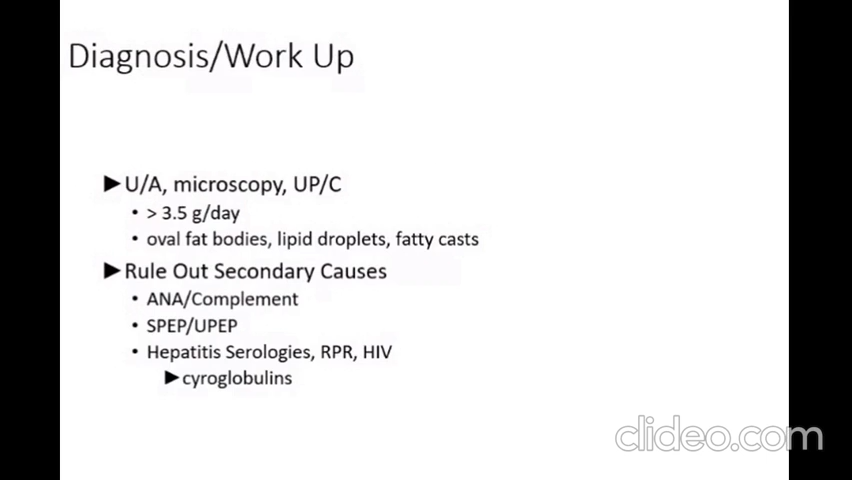 Diagnosis/Work Up
►U/A, microscopy, UP/C
• > 3.5 g/day
• oval fat bodies, lipid droplets, fatty casts
►Rule Out Secondary Causes
• ANA/Complement
• SPEP/UPEP
• Hepatitis Serologies, RPR, HIV
►cyroglobulins
clideo.com